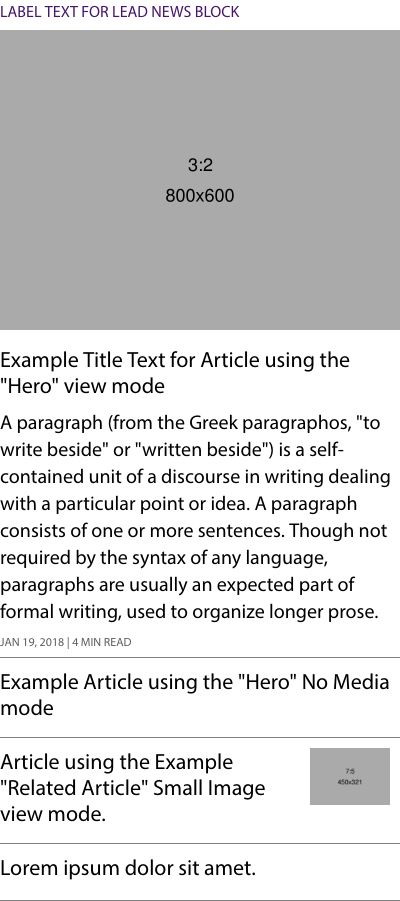 LABEL TEXT FOR LEAD NEWS BLOCK
3:2
800x600
Example Title Text for Article using the
"Hero" view mode
A paragraph (from the Greek paragraphos, "to
write beside" or "written beside") is a self-
contained unit of a discourse in writing dealing
with a particular point or idea. A paragraph
consists of one or more sentences. Though not
required by the syntax of any language,
paragraphs are usually an expected part of
formal writing, used to organize longer prose.
JAN 19, 2018 | 4 MIN READ
Example Article using the "Hero" No Media
mode
Article using the Example
"Related Article" Small Image
view mode.
7:5
450x321
Lorem ipsum dolor sit amet.